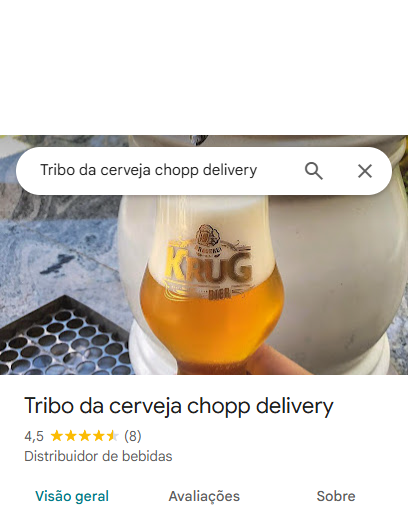 Tribo da cerveja chopp delivery
KRUG
BIER
Tribo da cerveja chopp delivery
4,5 (8)
Distribuidor de bebidas
Visão geral Avaliações Sobre